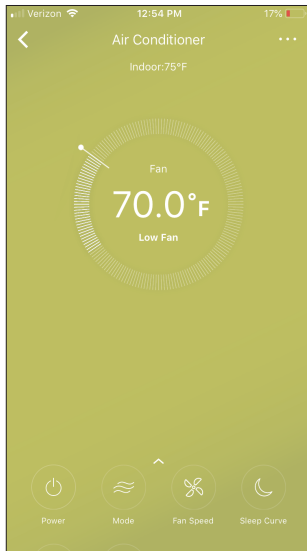 Verizon 12:54 PM 17%
Air Conditioner
Indoor:75°F
Fan
70.0°F
Low Fan
Power Mode Fan Speed Sleep Curve